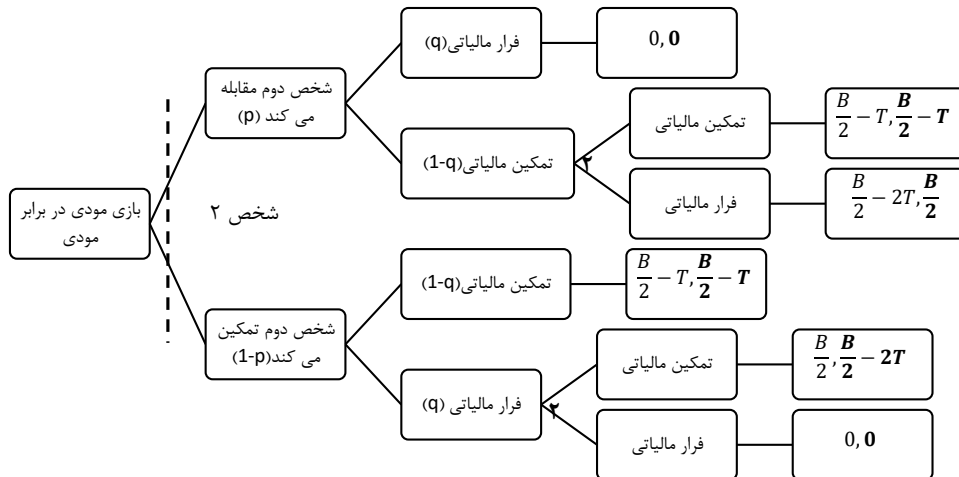 بازی مودی در برابر
مودی
شخص ۲
شخص دوم مقابله
می کند (p)
فرار مالیاتی(q)
0, 0
تمکین مالیاتی(1-q)
۲
تمکین مالیاتی
B/2 − T, B/2 − T
فرار مالیاتی
B/2 − 2T, B/2
شخص دوم تمکین
می کند(1-p)
تمکین مالیاتی(1-q)
B/2 − T, B/2 − T
فرار مالیاتی (q)
۲
تمکین مالیاتی
B/2, B/2 − 2T
فرار مالیاتی
0, 0